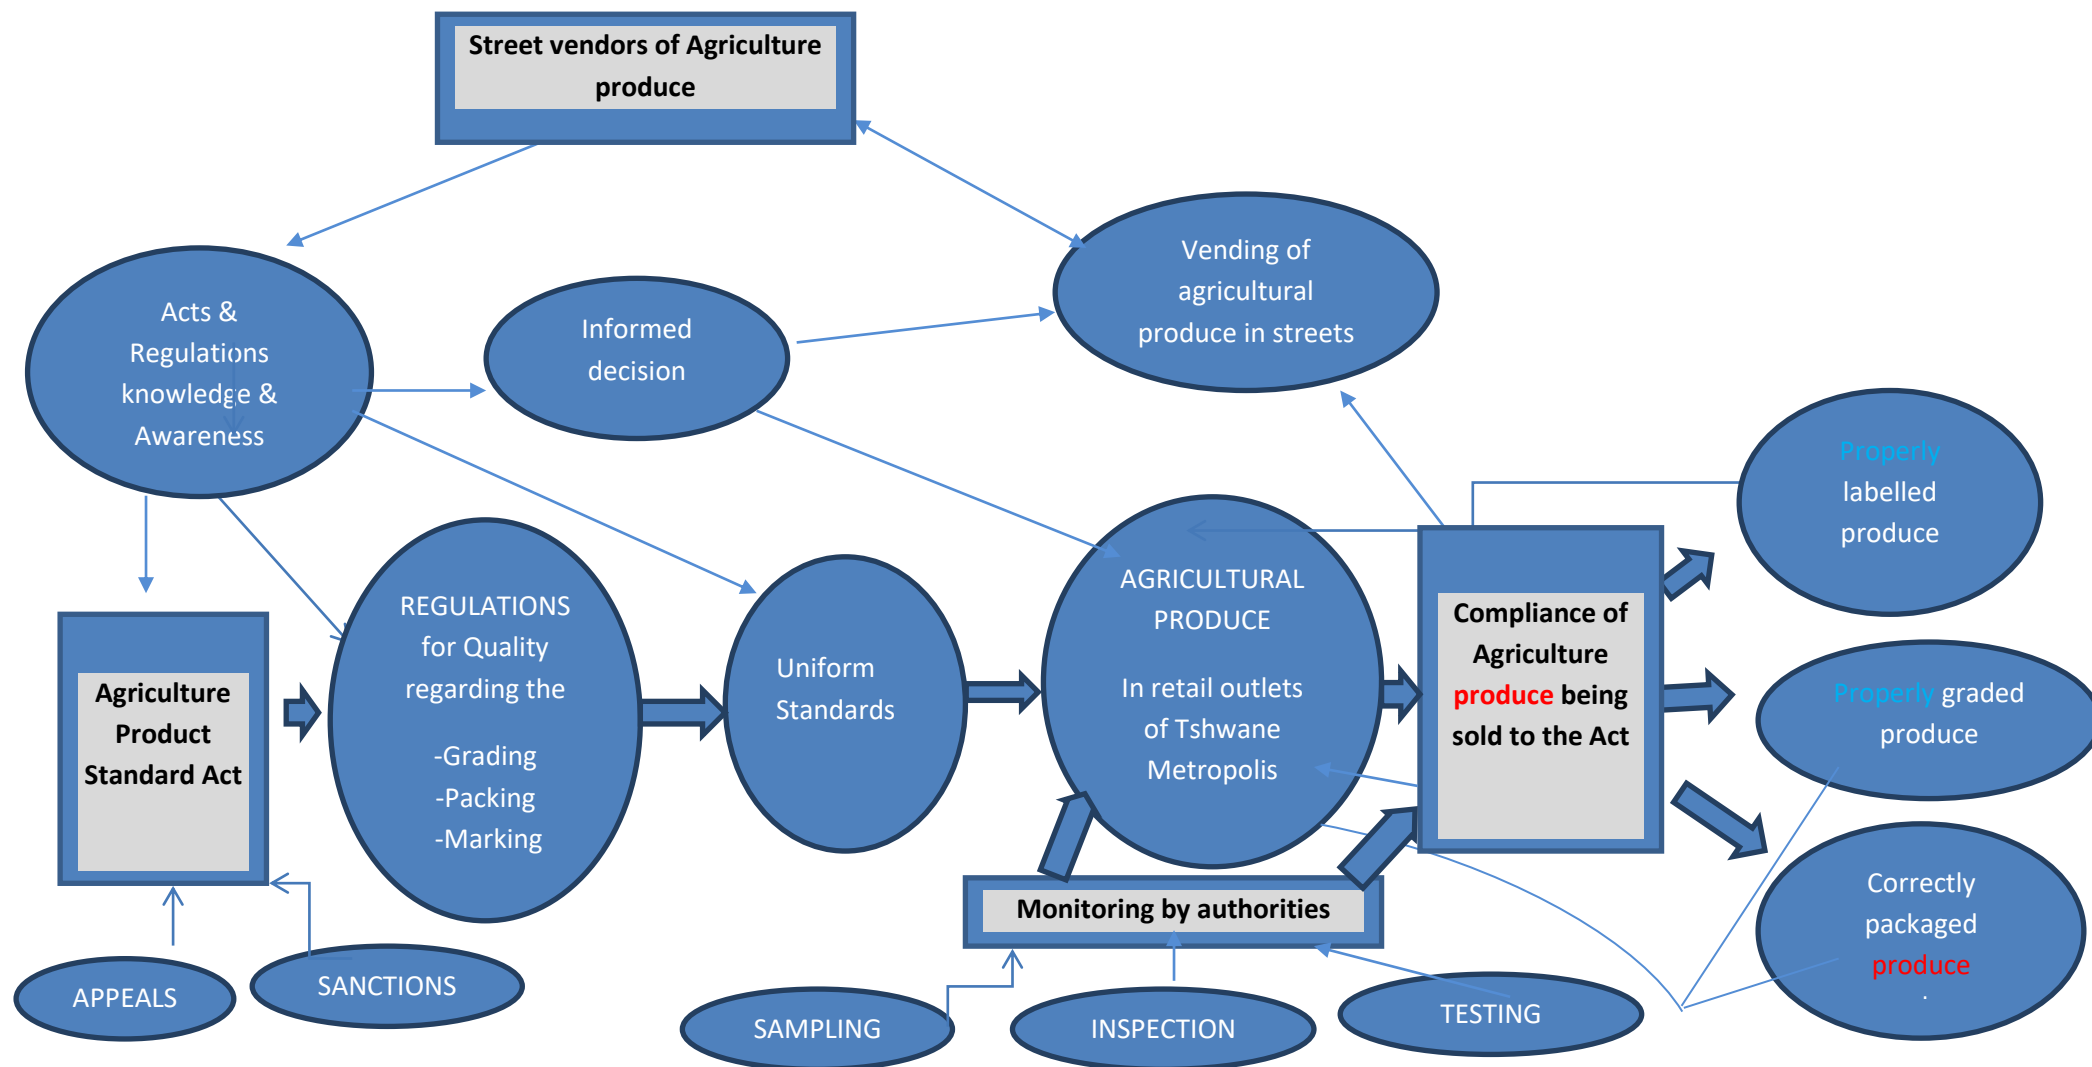 Street vendors of Agriculture
produce
Vending of
agricultural
produce in streets
Acts &
Regulations
knowledge &
Awareness
Informed
decision
Properly
labelled
produce
AGRICULTURAL
PRODUCE
In retail outlets
of Tshwane
Metropolis
REGULATIONS
for Quality
regarding the
-Grading
-Packing
-Marking
Uniform
Standards
Compliance of
Agriculture
produce being
sold to the Act
Agriculture
Product
Standard Act
Properly graded
produce
Correctly
packaged
produce
.
Monitoring by authorities
APPEALS
SANCTIONS
SAMPLING
INSPECTION
TESTING